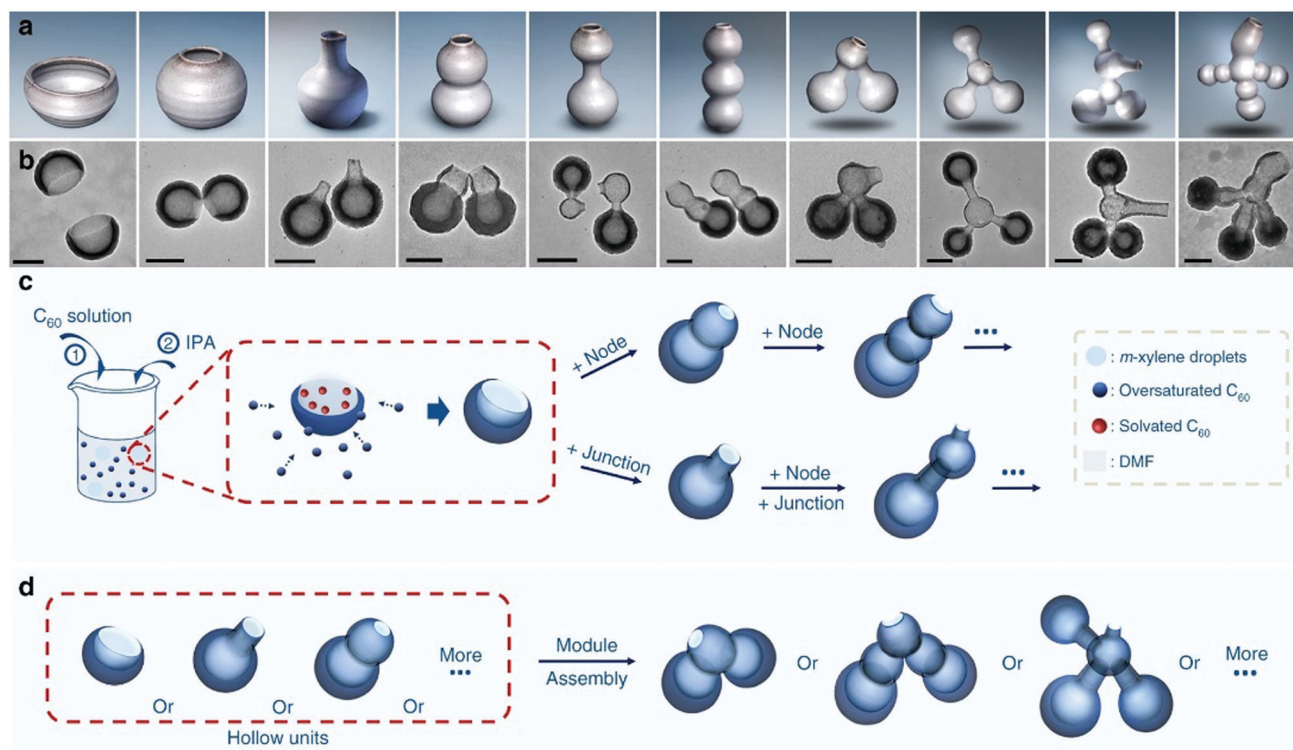 a
b
c
C₆₀ solution
① ② IPA
+ Node
+ Node
•••
+ Junction
+ Node
+ Junction
•••
: m-xylene droplets
: Oversaturated C₆₀
: Solvated C₆₀
: DMF
d
More
•••
Or Or Or
Hollow units
Module
Assembly
Or Or Or More
•••